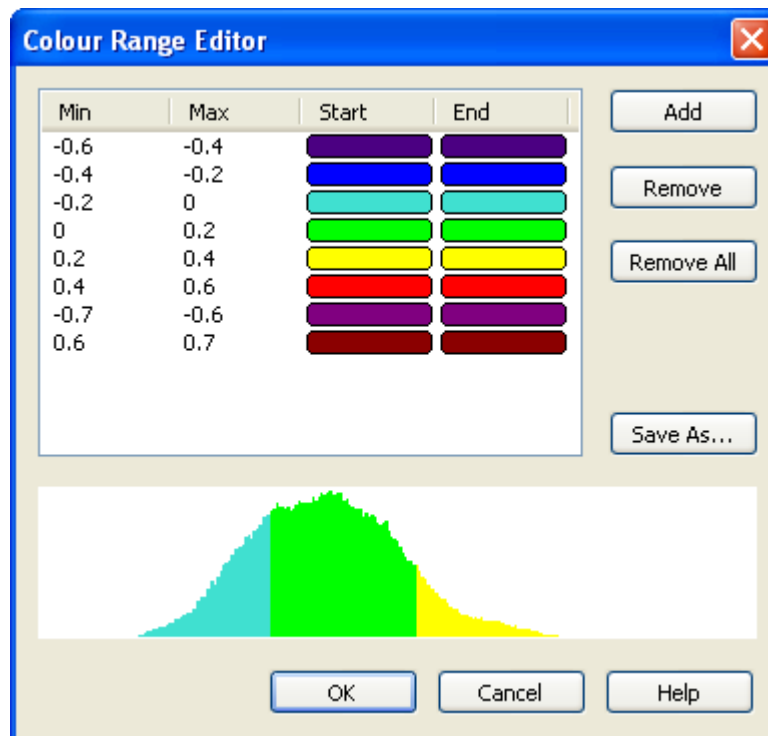 Colour Range Editor
Min Max Start End
-0.6 -0.4
-0.4 -0.2
-0.2 0
0 0.2
0.2 0.4
0.4 0.6
-0.7 -0.6
0.6 0.7
Add
Remove
Remove All
Save As...
OK Cancel Help